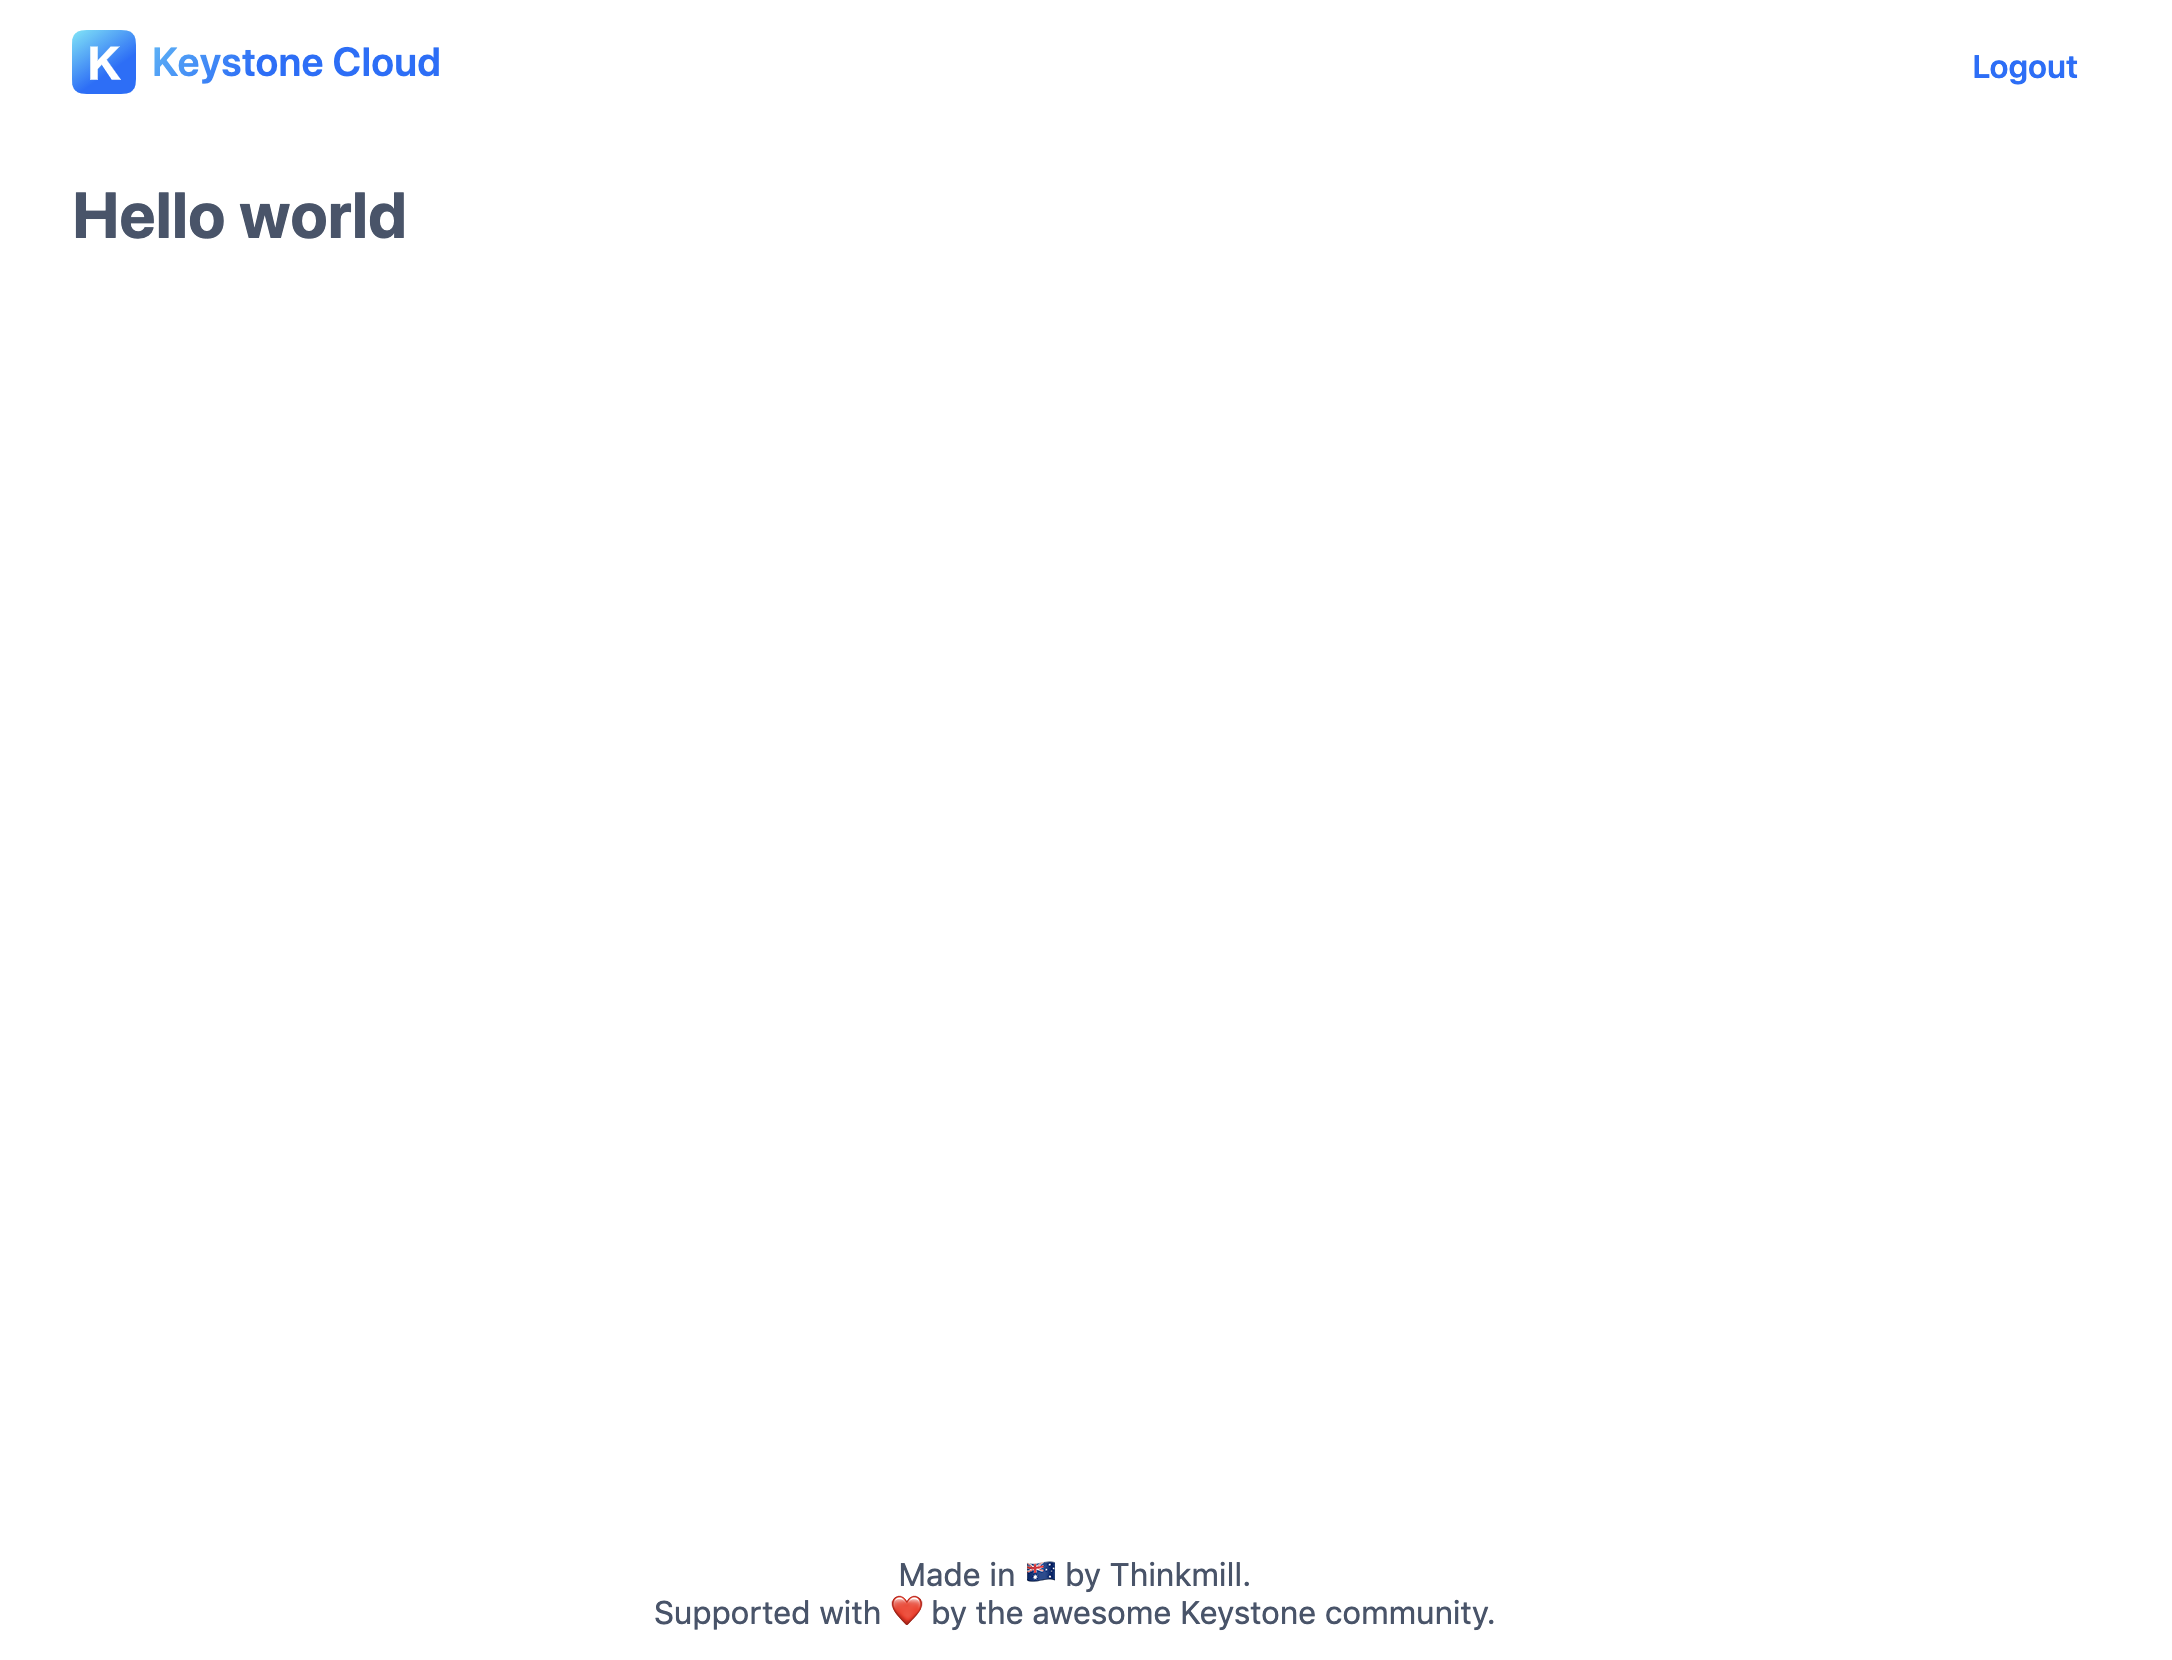 K Keystone Cloud
Logout
Hello world
Made in 🇦🇺 by Thinkmill.
Supported with ❤️ by the awesome Keystone community.